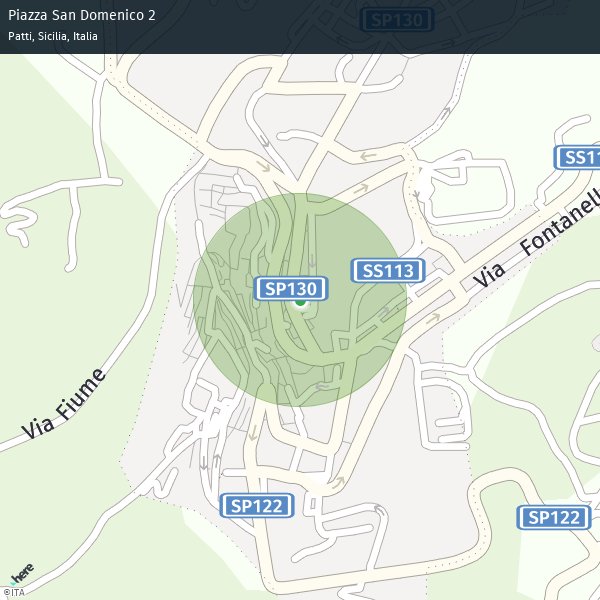 Piazza San Domenico 2
Patti, Sicilia, Italia
SP130
SS11
Via Fontanell
SS113
SP130
Via Fiume
SP122
SP122
here
©ITA